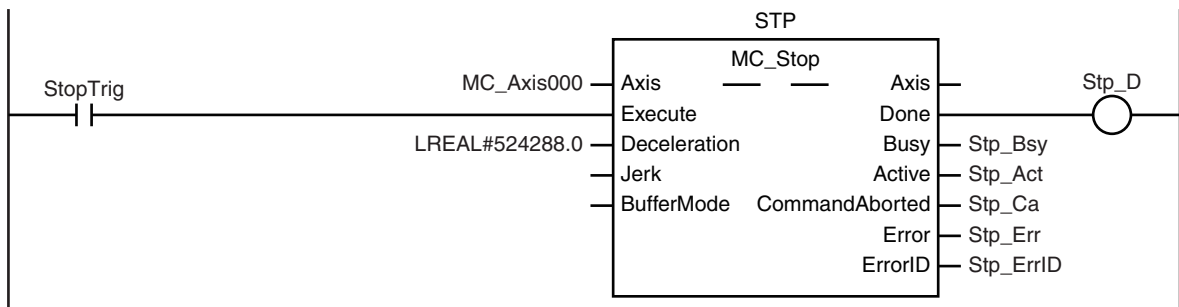 STP
MC_Stop
StopTrig
MC_Axis000 Axis Axis Stp_D
Execute Done
LREAL#524288.0 Deceleration Busy Stp_Bsy
Jerk Active Stp_Act
BufferMode CommandAborted Stp_Ca
Error Stp_Err
ErrorID Stp_ErrID